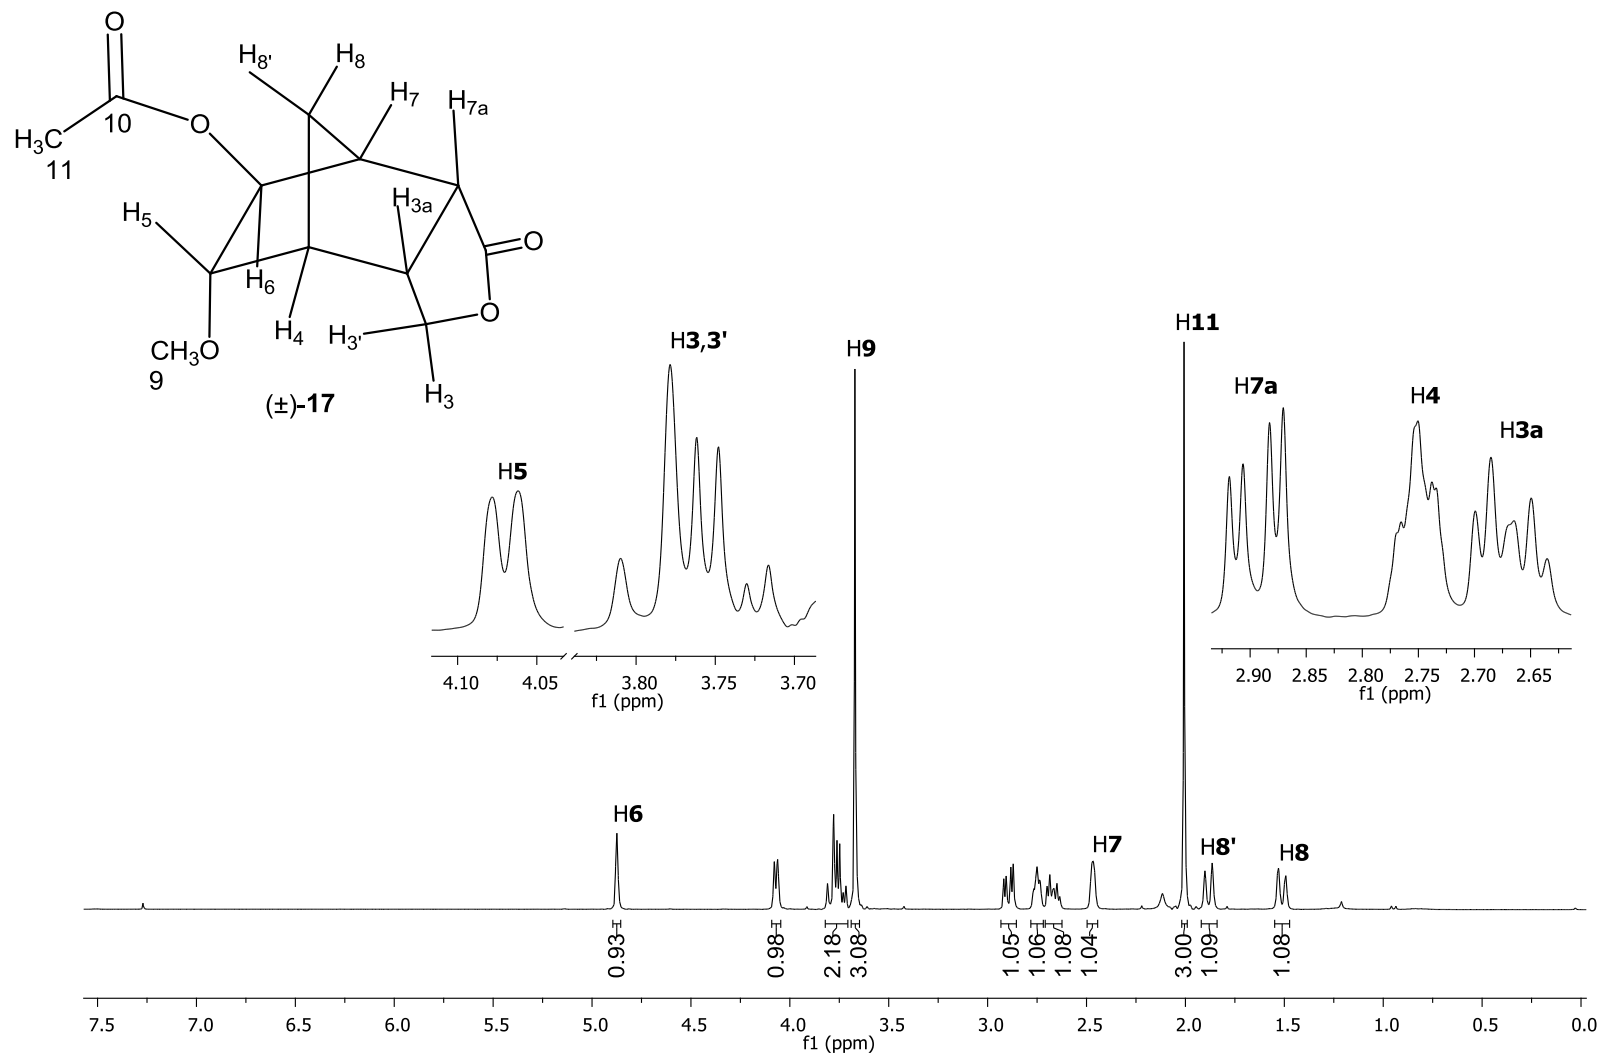 O
H8'
H8
H7
H7a
O
10
H3C
11
H5
H3a
O
H6
H4
H3'
O
CH3O
9
H3
(±)-17
H5
H3,3'
H9
H11
H7a
H4
H3a
4.10 4.05 3.80 3.75 3.70
f1 (ppm)
2.90 2.85 2.80 2.75 2.70 2.65
f1 (ppm)
H6
H7
H8'
H8
0.93 0.98 2.18 3.08 1.05 1.06 1.08 1.04 3.00 1.09 1.08
7.5 7.0 6.5 6.0 5.5 5.0 4.5 4.0 3.5 3.0 2.5 2.0 1.5 1.0 0.5 0.0
f1 (ppm)